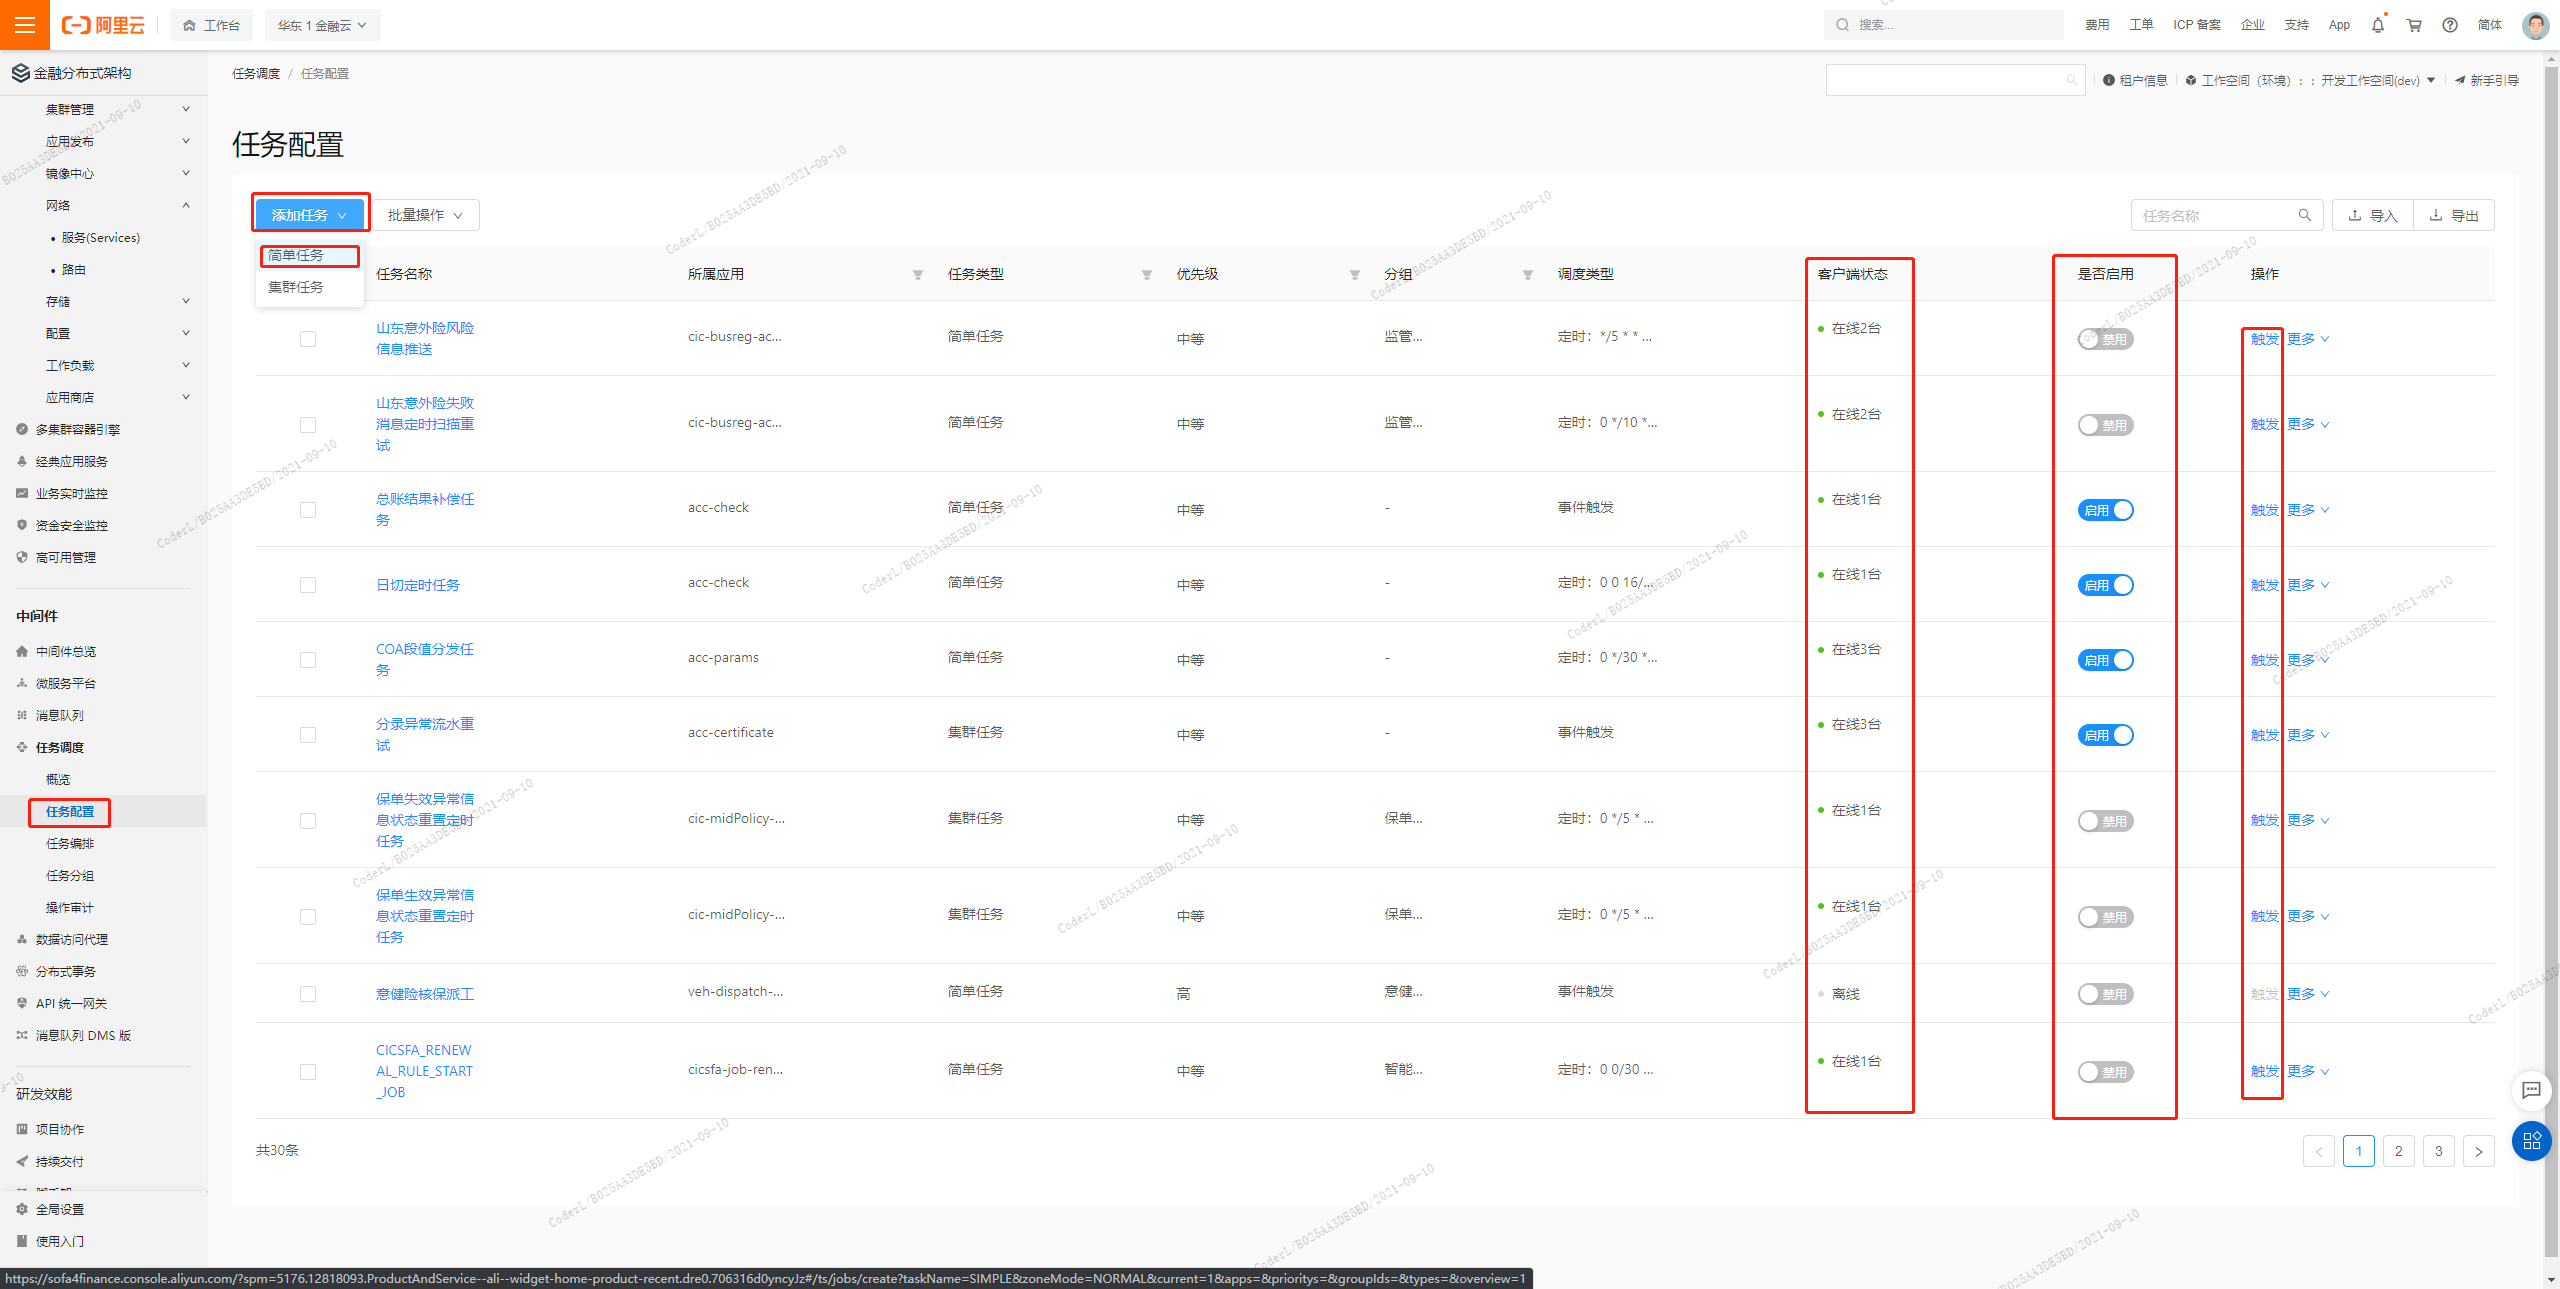 阿里云
工作台
华东 1 金融云
搜索...
费用
工单
ICP 备案
企业
支持
App
简体
金融分布式架构
集群管理
应用发布
镜像中心
网络
服务(Services)
路由
存储
配置
工作负载
应用商店
多集群容器引擎
经典应用服务
业务实时监控
资金安全监控
高可用管理
中间件
中间件总览
微服务平台
消息队列
任务调度
概览
任务配置
任务编排
任务分组
操作审计
数据访问代理
分布式事务
API 统一网关
消息队列 DMS 版
研发效能
项目协作
持续交付
全局设置
使用入门
任务调度 / 任务配置
租户信息
工作空间（环境）：：开发工作空间(dev)
新手引导
任务配置
添加任务
批量操作
简单任务
集群任务
任务名称
导入
导出
任务名称 所属应用 任务类型 优先级 分组 调度类型 客户端状态 是否启用 操作
山东意外险风险
信息推送
cic-busreg-ac... 简单任务 中等 监管... 定时：*/5 * * ... 在线2台 禁用 触发 更多
山东意外险失败
消息定时扫描重
试
cic-busreg-ac... 简单任务 中等 监管... 定时：0 */10 *... 在线2台 禁用 触发 更多
总账结果补偿任
务
acc-check 简单任务 中等 - 事件触发 在线1台 启用 触发 更多
日切定时任务 acc-check 简单任务 中等 - 定时：0 0 16/... 在线1台 启用 触发 更多
COA段值分发任
务
acc-params 简单任务 中等 - 定时：0 */30 *... 在线3台 启用 触发 更多
分录异常流水重
试
acc-certificate 集群任务 中等 - 事件触发 在线3台 启用 触发 更多
保单失效异常信
息状态重置定时
任务
cic-midPolicy-... 集群任务 中等 保单... 定时：0 */5 * ... 在线1台 禁用 触发 更多
保单生效异常信
息状态重置定时
任务
cic-midPolicy-... 集群任务 中等 保单... 定时：0 */5 * ... 在线1台 禁用 触发 更多
意健险核保派工 veh-dispatch-... 简单任务 高 意健... 事件触发 离线 禁用 触发 更多
CICSFA_RENEW
AL_RULE_START
_JOB
cicsfa-job-ren... 简单任务 中等 智能... 定时：0 0/30 ... 在线1台 禁用 触发 更多
共30条
1 2 3
CoderL/B025AA3DE5BD/2021-09-10
https://sofa4finance.console.aliyun.com/?spm=5176.12818093.ProductAndService--ali--widget-home-product-recent.dre0.706316d0yncyJz#/ts/jobs/create?taskName=SIMPLE&zoneMode=NORMAL&current=1&apps=&prioritys=&groupIds=&types=&overview=1